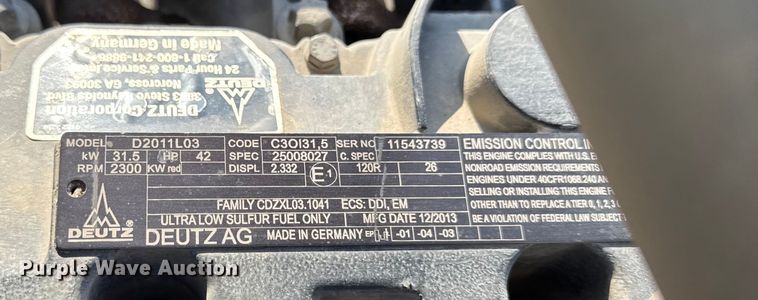 DEUTZ Corporation
3883 Steve Reynolds Blvd.
Norcross, GA 30093
24 Hour Parts & Service
Call 1-800-241-9886
Made in Germany
DEUTZ
MODEL D2011L03 CODE C3OI31,5 SER NO 11543739
kW 31.5 HP 42 SPEC 25008027 C. SPEC
RPM 2300 KW red DISPL 2.332 E1 120R 26
FAMILY CDZXL03.1041 ECS: DDI, EM
ULTRA LOW SULFUR FUEL ONLY MFG DATE 12/2013
DEUTZ DEUTZ AG MADE IN GERMANY EP -01 -04 -03
EMISSION CONTROL IN
THIS ENGINE COMPLIES WITH U.S. E
NONROAD EMISSION REQUIREMENTS
ENGINES UNDER 40CFR1068.240 AN
SELLING OR INSTALLING THIS ENGINE F
OTHER THAN TO REPLACE A TIER 0, 1, 2, 3
A VIOLATION OF FEDERAL LAW SUBJECT
Purple Wave Auction